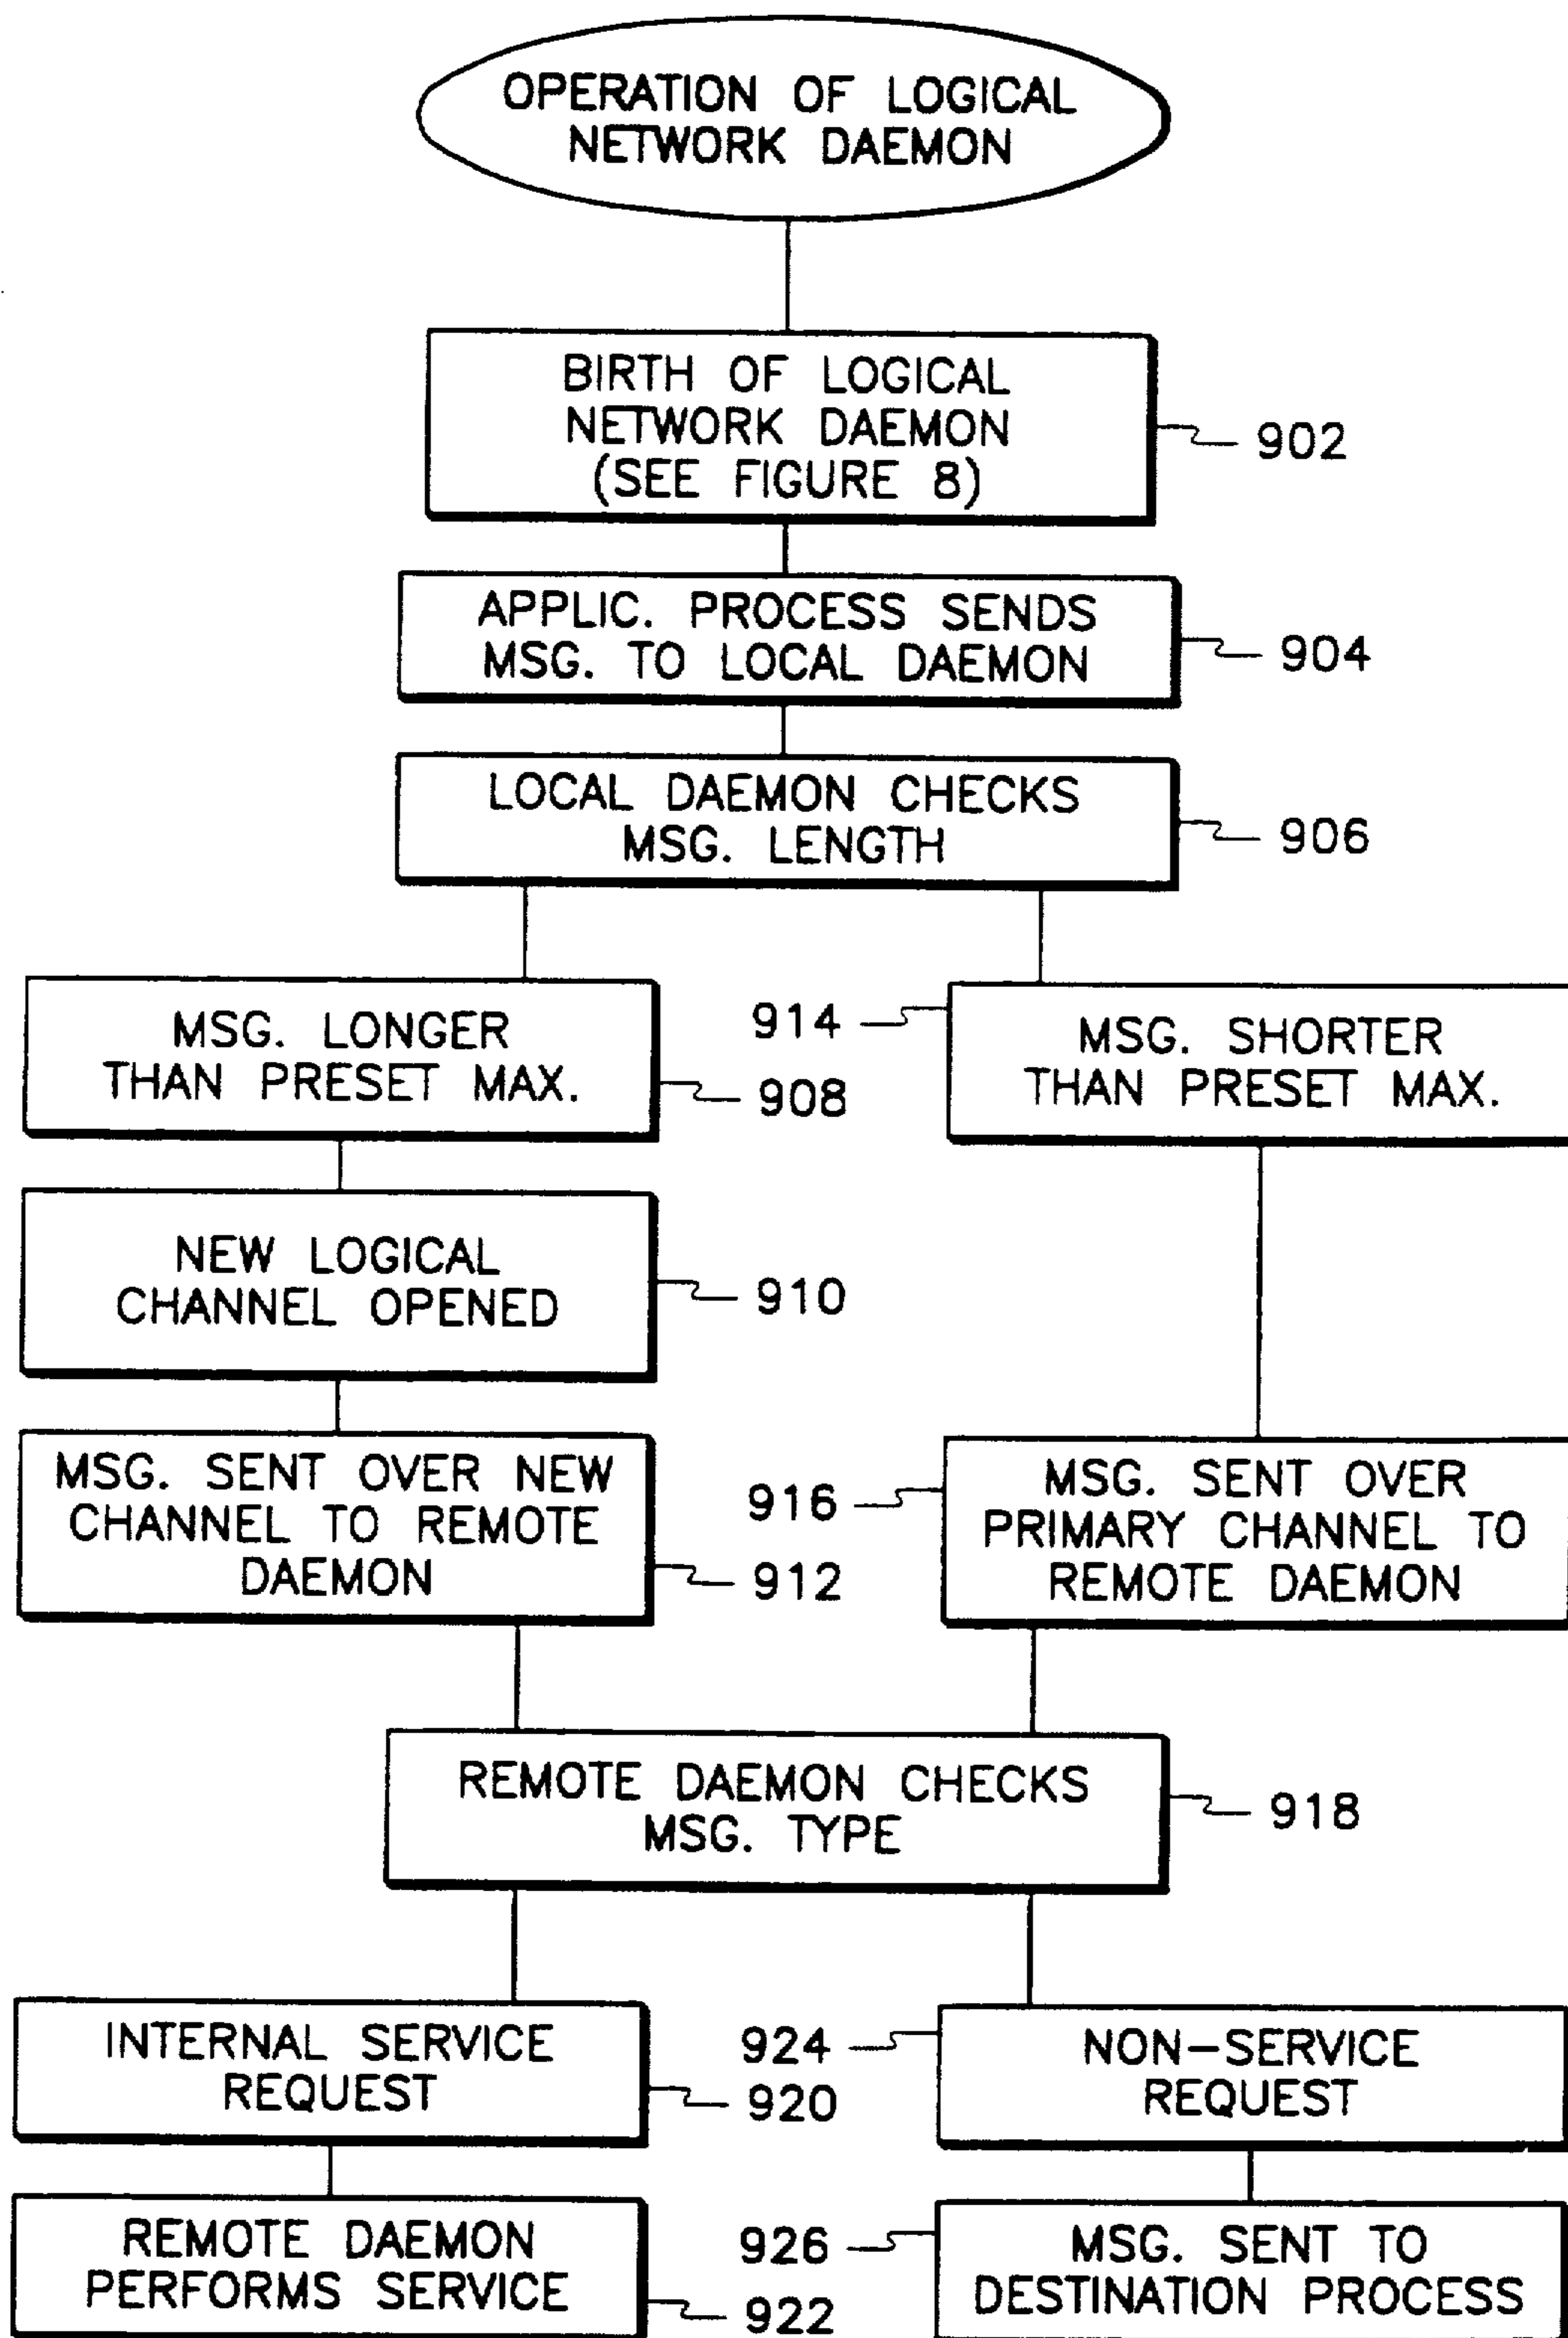 OPERATION OF LOGICAL
NETWORK DAEMON
BIRTH OF LOGICAL
NETWORK DAEMON
(SEE FIGURE 8)
902
APPLIC. PROCESS SENDS
MSG. TO LOCAL DAEMON
904
LOCAL DAEMON CHECKS
MSG. LENGTH
906
MSG. LONGER
THAN PRESET MAX.
908
914
MSG. SHORTER
THAN PRESET MAX.
NEW LOGICAL
CHANNEL OPENED
910
MSG. SENT OVER NEW
CHANNEL TO REMOTE
DAEMON
912
916
MSG. SENT OVER
PRIMARY CHANNEL TO
REMOTE DAEMON
REMOTE DAEMON CHECKS
MSG. TYPE
918
INTERNAL SERVICE
REQUEST
920
924
NON-SERVICE
REQUEST
REMOTE DAEMON
PERFORMS SERVICE
922
926
MSG. SENT TO
DESTINATION PROCESS